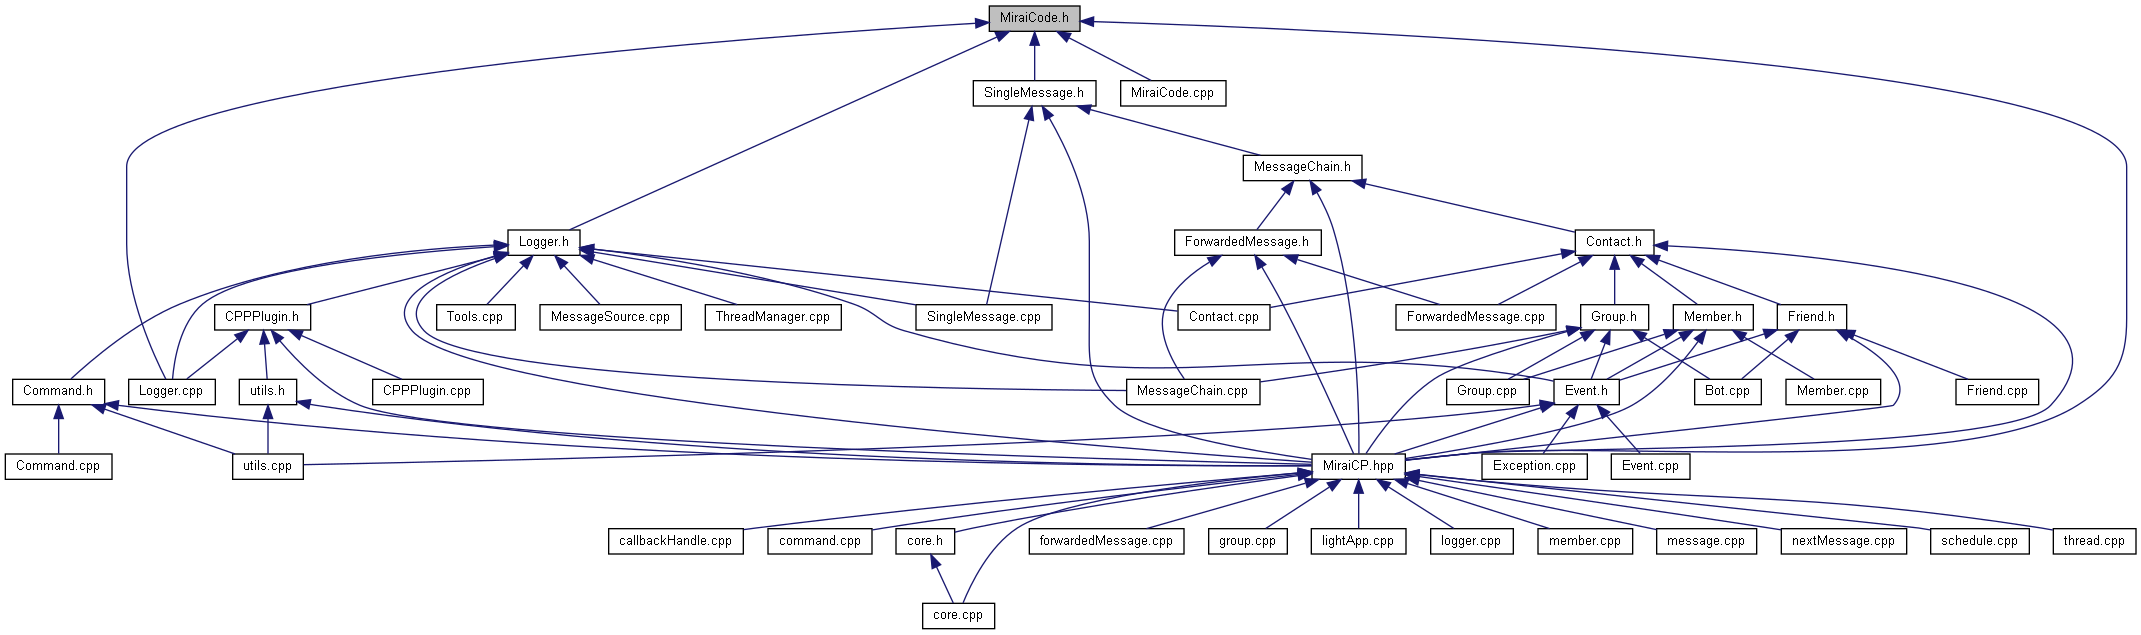 MiraiCode.h
SingleMessage.h
MiraiCode.cpp
MessageChain.h
Logger.h
ForwardedMessage.h
Contact.h
CPPPlugin.h
Tools.cpp
MessageSource.cpp
ThreadManager.cpp
SingleMessage.cpp
Contact.cpp
ForwardedMessage.cpp
Group.h
Member.h
Friend.h
Command.h
Logger.cpp
utils.h
CPPPlugin.cpp
MessageChain.cpp
Group.cpp
Event.h
Bot.cpp
Member.cpp
Friend.cpp
Command.cpp
utils.cpp
MiraiCP.hpp
Exception.cpp
Event.cpp
callbackHandle.cpp
command.cpp
core.h
forwardedMessage.cpp
group.cpp
lightApp.cpp
logger.cpp
member.cpp
message.cpp
nextMessage.cpp
schedule.cpp
thread.cpp
core.cpp